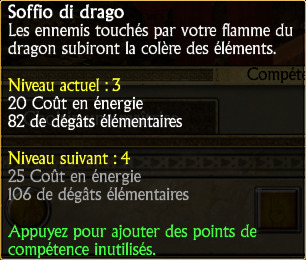 Soffio di drago
Les ennemis touchés par votre flamme du
dragon subiront la colère des éléments.
Compéte
Niveau actuel : 3
20 Coût en énergie
82 de dégâts élémentaires
Niveau suivant : 4
25 Coût en énergie
106 de dégâts élémentaires
Appuyez pour ajouter des points de
compétence inutilisés.